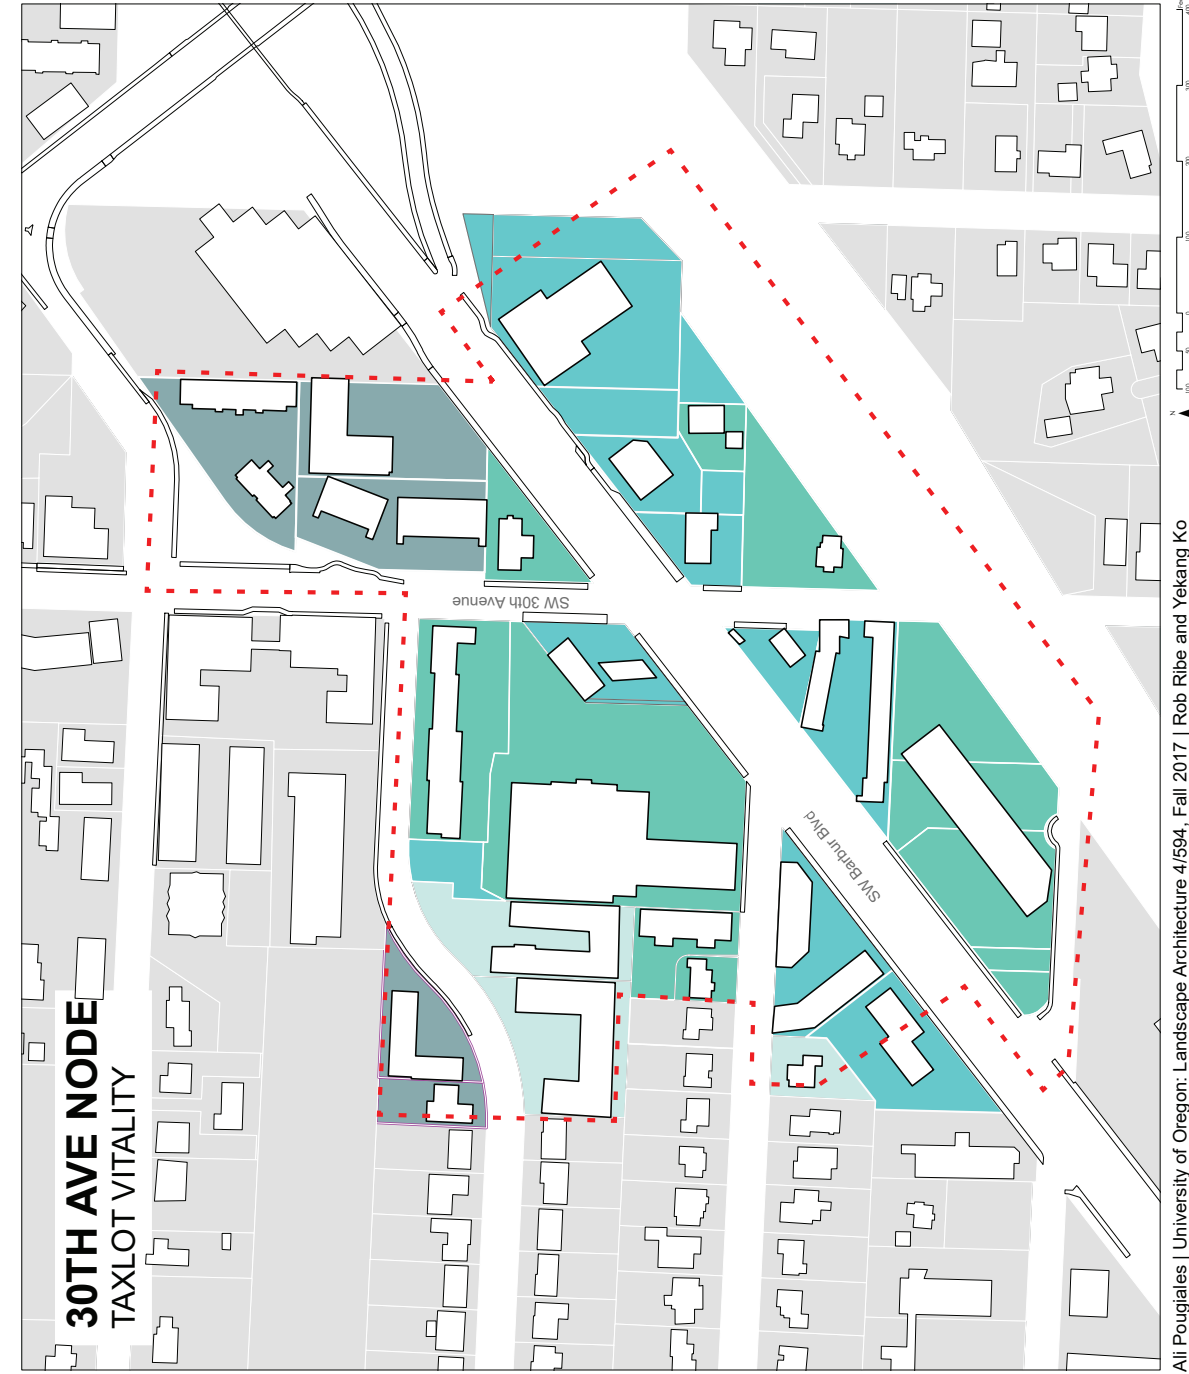 30TH AVE NODE
TAXLOT VITALITY
SW 30th Avenue
SW Barbur Blvd
N
Ali Pougiales | University of Oregon: Landscape Architecture 4/594, Fall 2017 | Rob Ribe and Yekang Ko